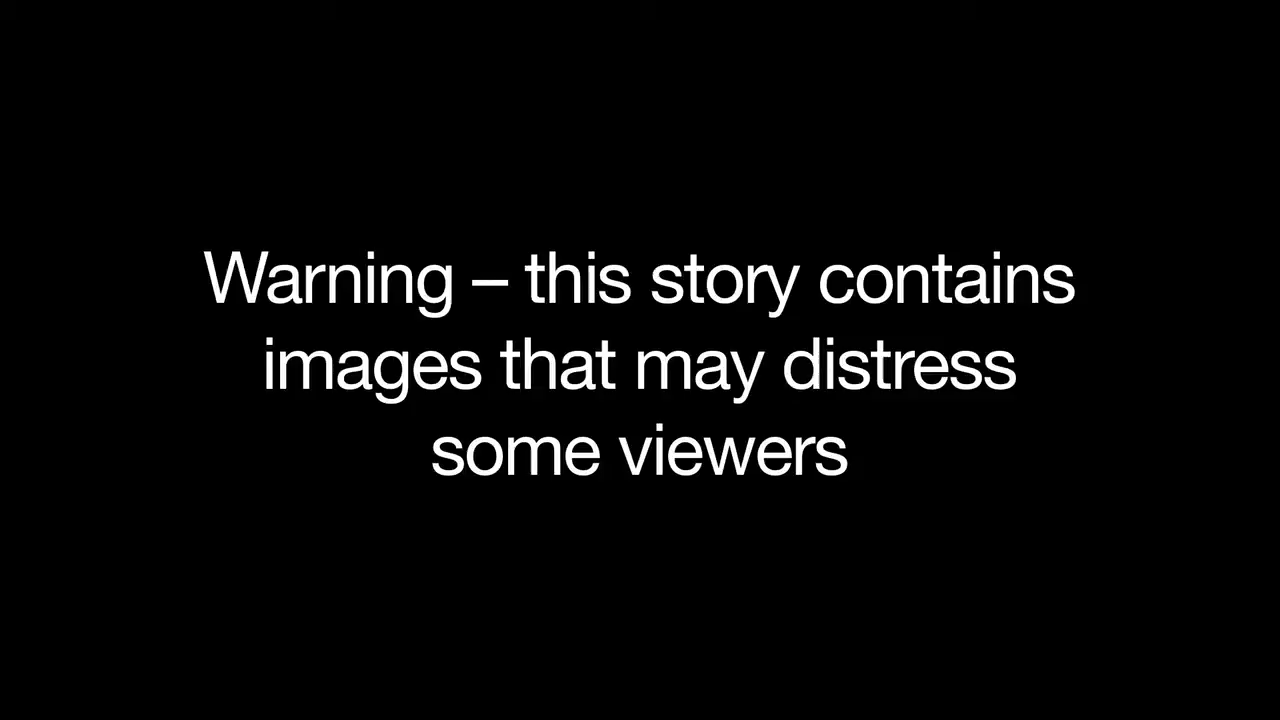 Warning – this story contains
images that may distress
some viewers